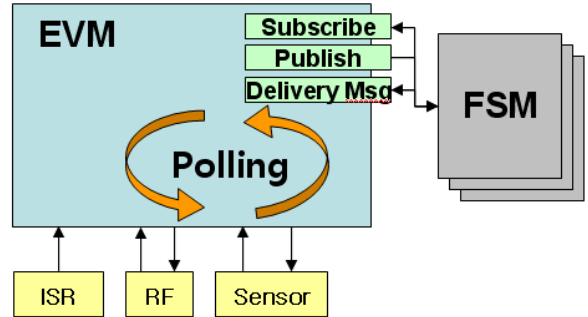 EVM
Subscribe
Publish
Delivery Msg
FSM
Polling
ISR
RF
Sensor